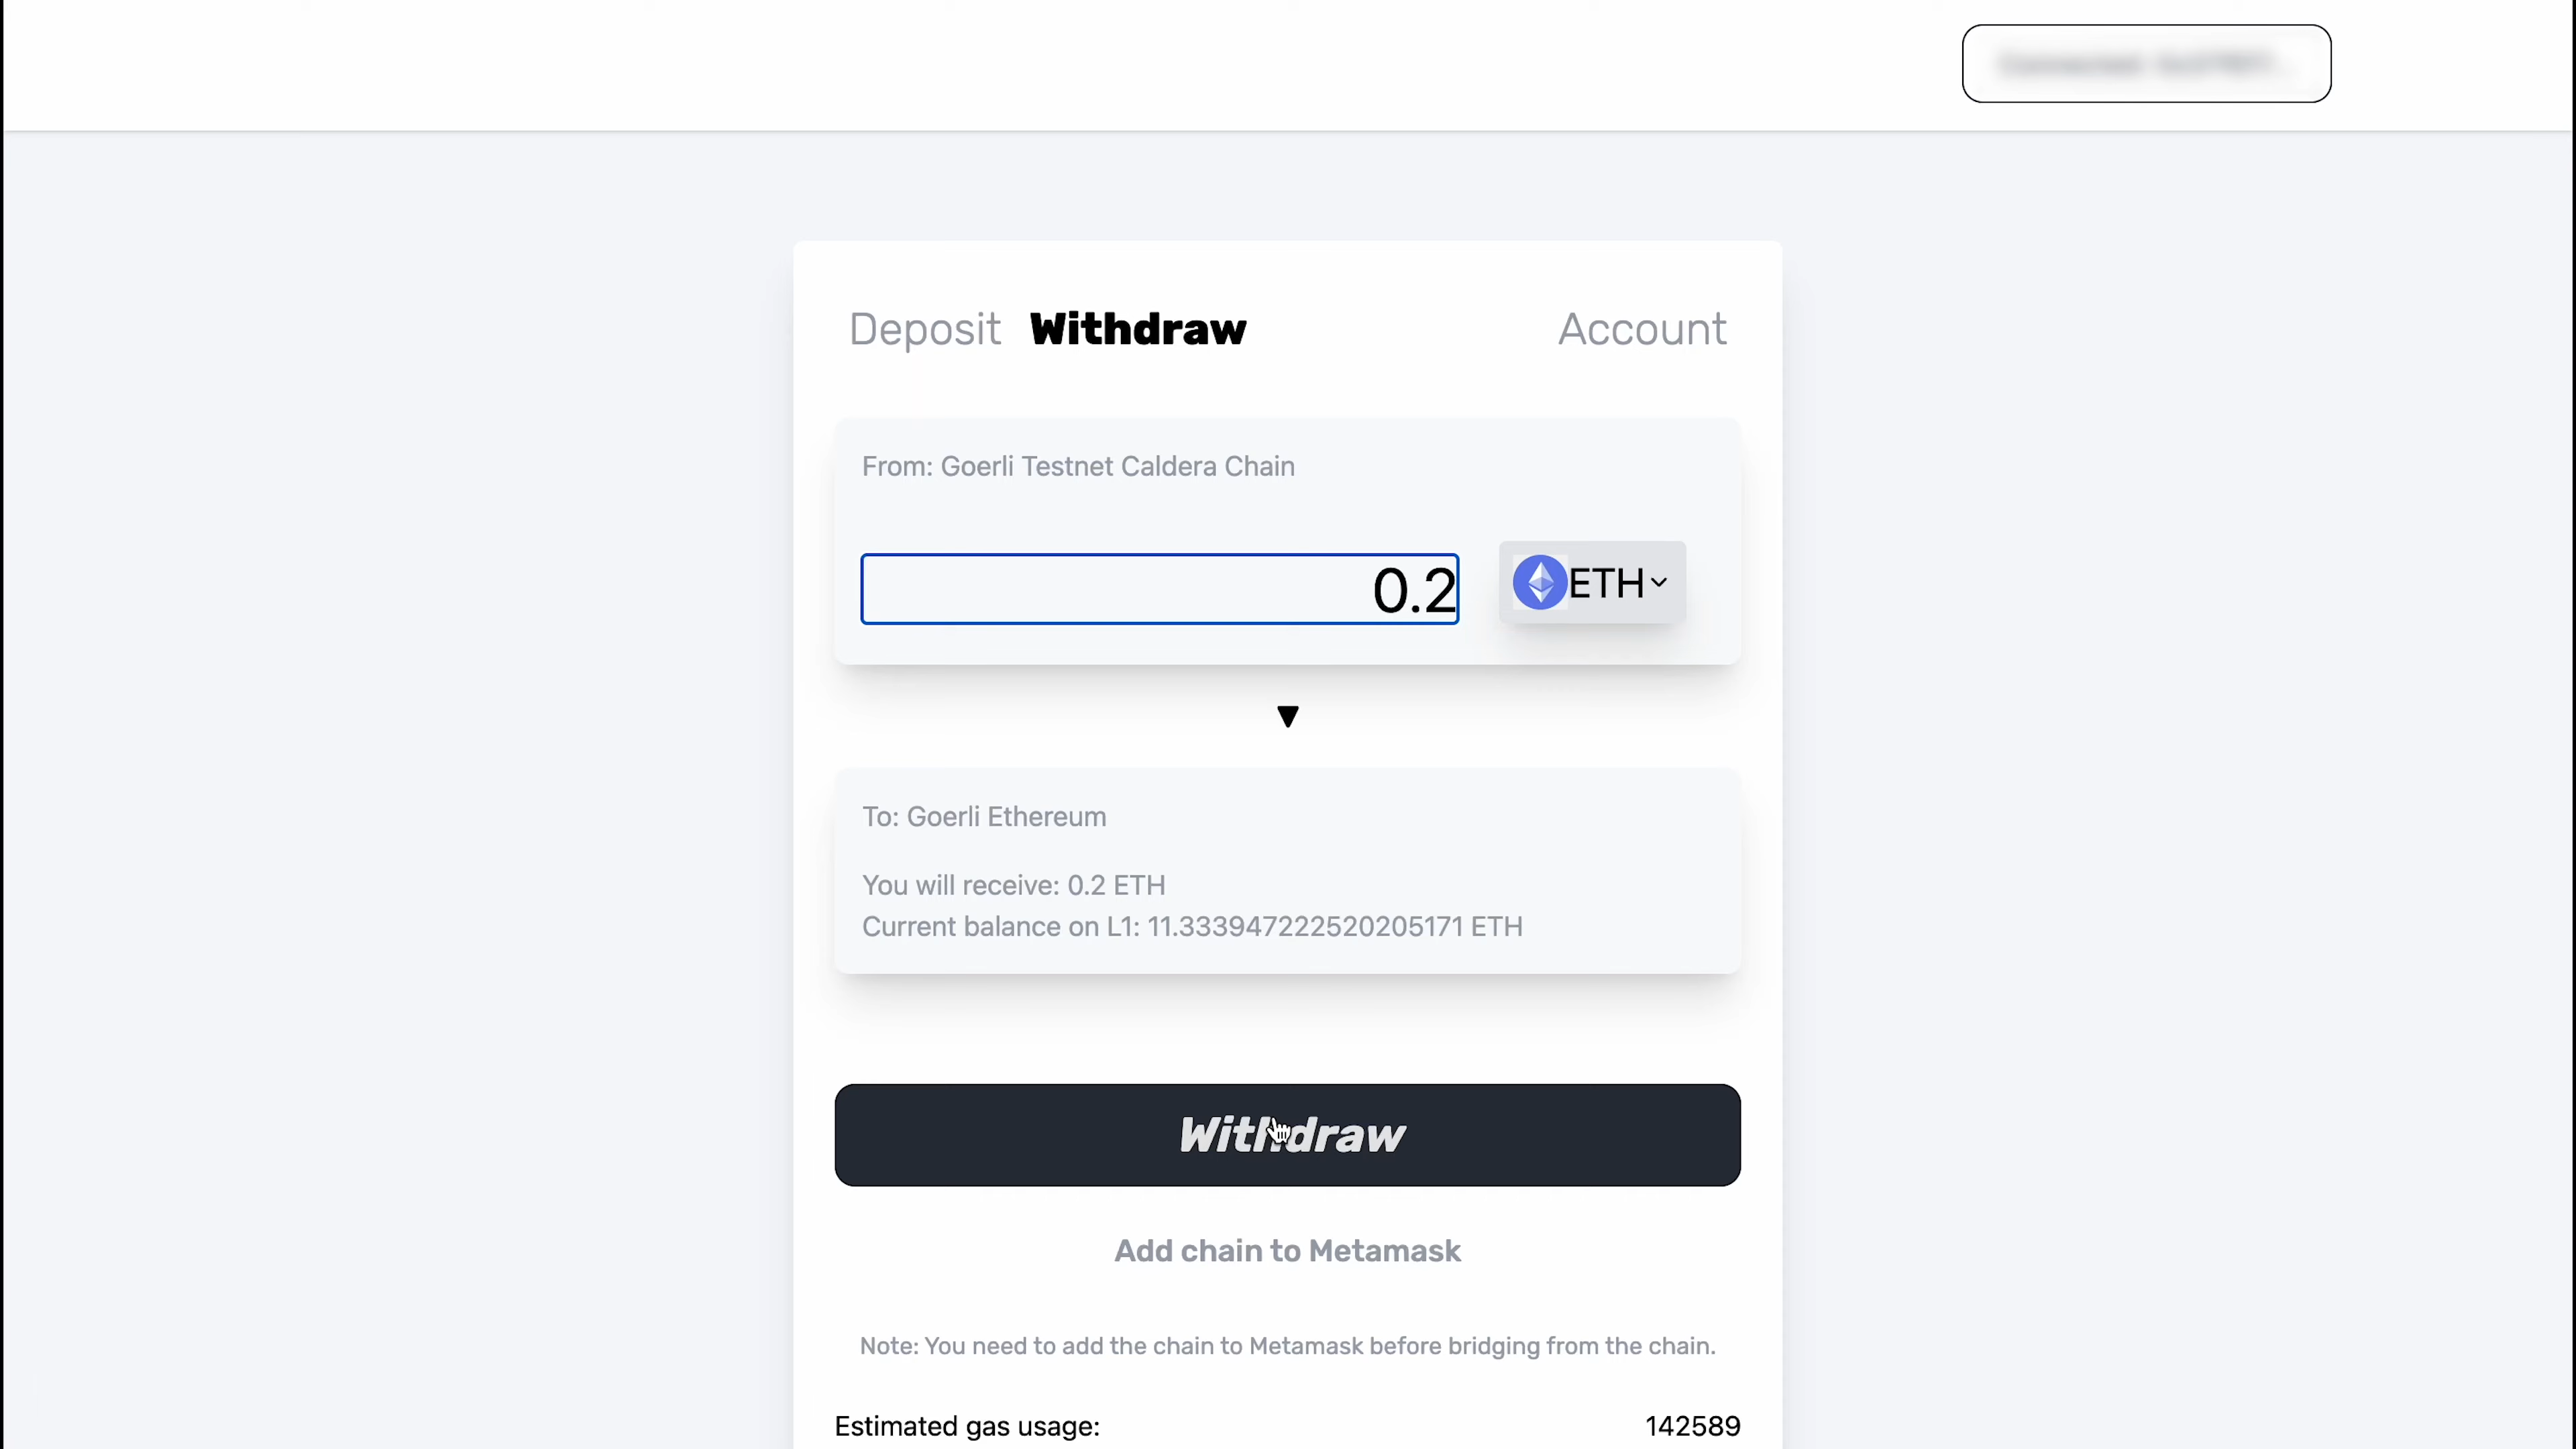 Deposit Withdraw Account
From: Goerli Testnet Caldera Chain
0.2 ETH
To: Goerli Ethereum
You will receive: 0.2 ETH
Current balance on L1: 11.333947222520205171 ETH
Withdraw
Add chain to Metamask
Note: You need to add the chain to Metamask before bridging from the chain.
Estimated gas usage: 142589